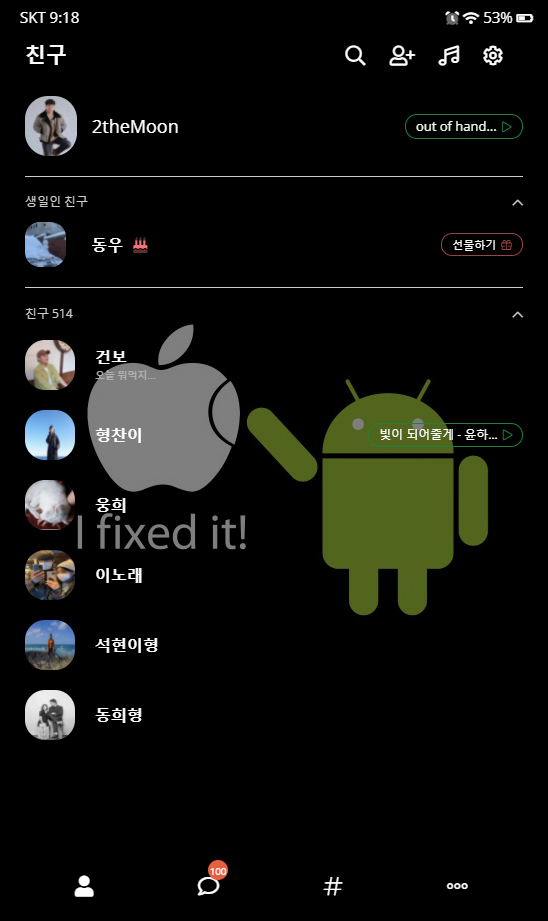 SKT 9:18
53%
친구
2theMoon
out of hand...
생일인 친구
동우
선물하기
친구 514
건보
오늘 뭐먹지...
형찬이
빛이 되어줄게 - 윤하...
웅희
I fixed it!
이노래
석현이형
동희형
100